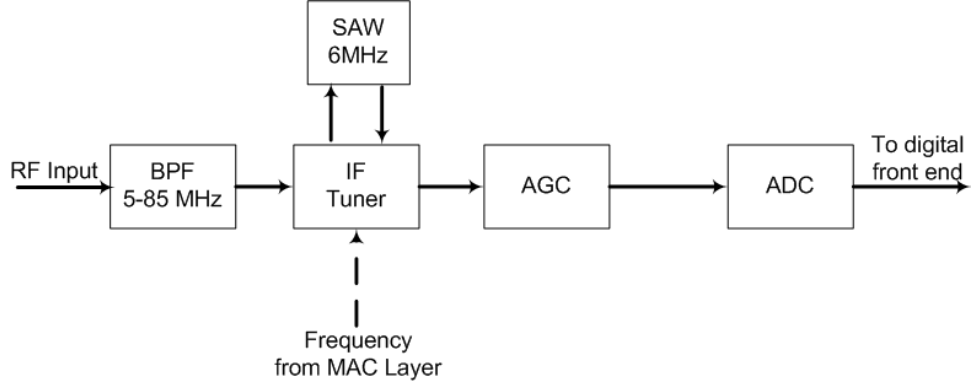 SAW
6MHz
RF Input
BPF
5-85 MHz
IF
Tuner
AGC
ADC
To digital
front end
Frequency
from MAC Layer